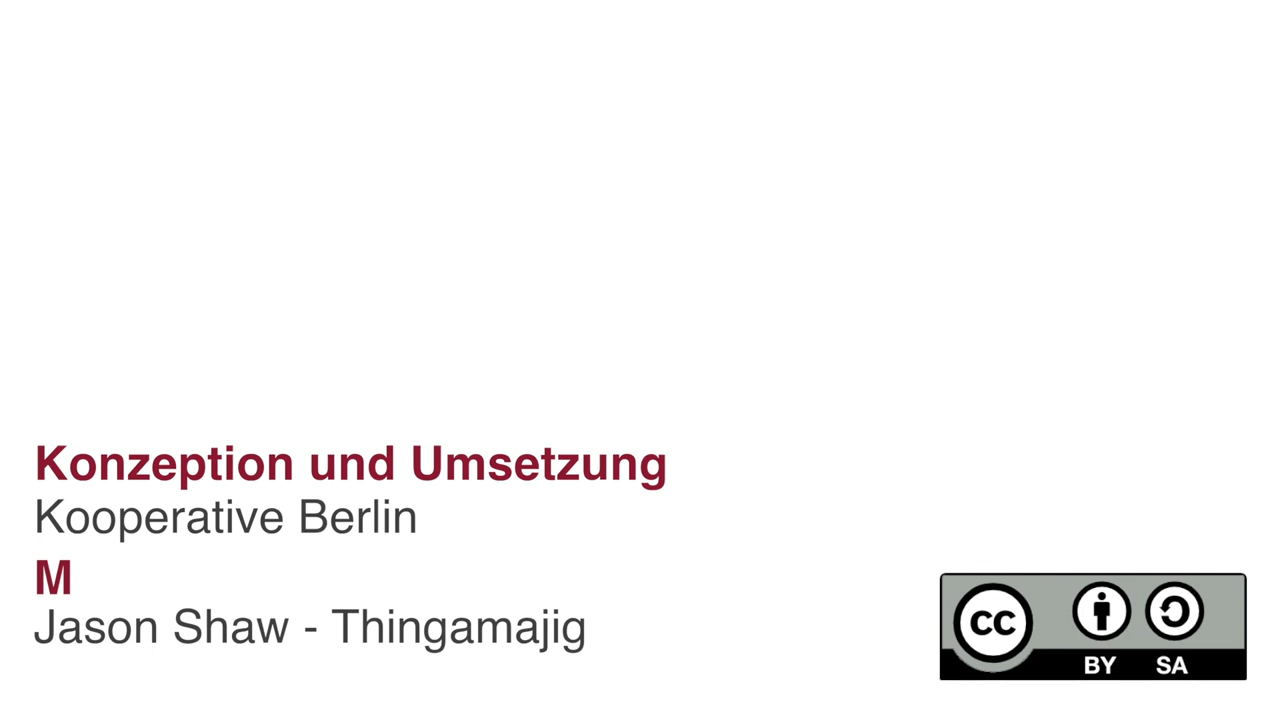 Konzeption und Umsetzung
Kooperative Berlin
M
Jason Shaw - Thingamajig
CC
BY SA